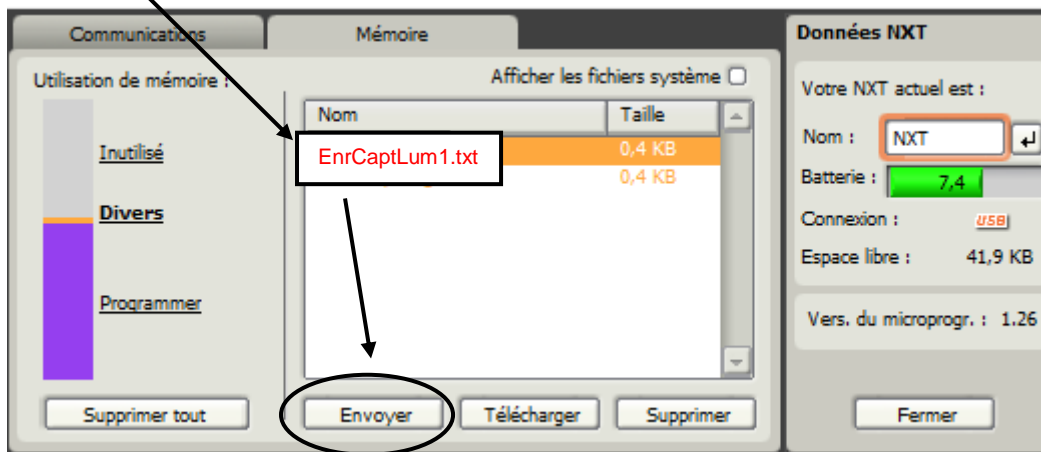 Communications
Mémoire
Utilisation de mémoire :
Afficher les fichiers système
Nom
Taille
EnrCaptLum1.txt
0,4 KB
0,4 KB
Inutilisé
Divers
Programmer
Supprimer tout
Envoyer
Télécharger
Supprimer
Données NXT
Votre NXT actuel est :
Nom :
NXT
Batterie :
7,4
Connexion :
USB
Espace libre :
41,9 KB
Vers. du microprogr. : 1.26
Fermer